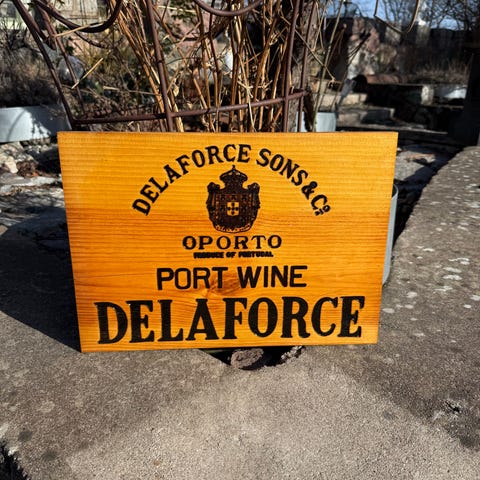 DELAFORCE SONS & Co
OPORTO
PRODUCE OF PORTUGAL
PORT WINE
DELAFORCE